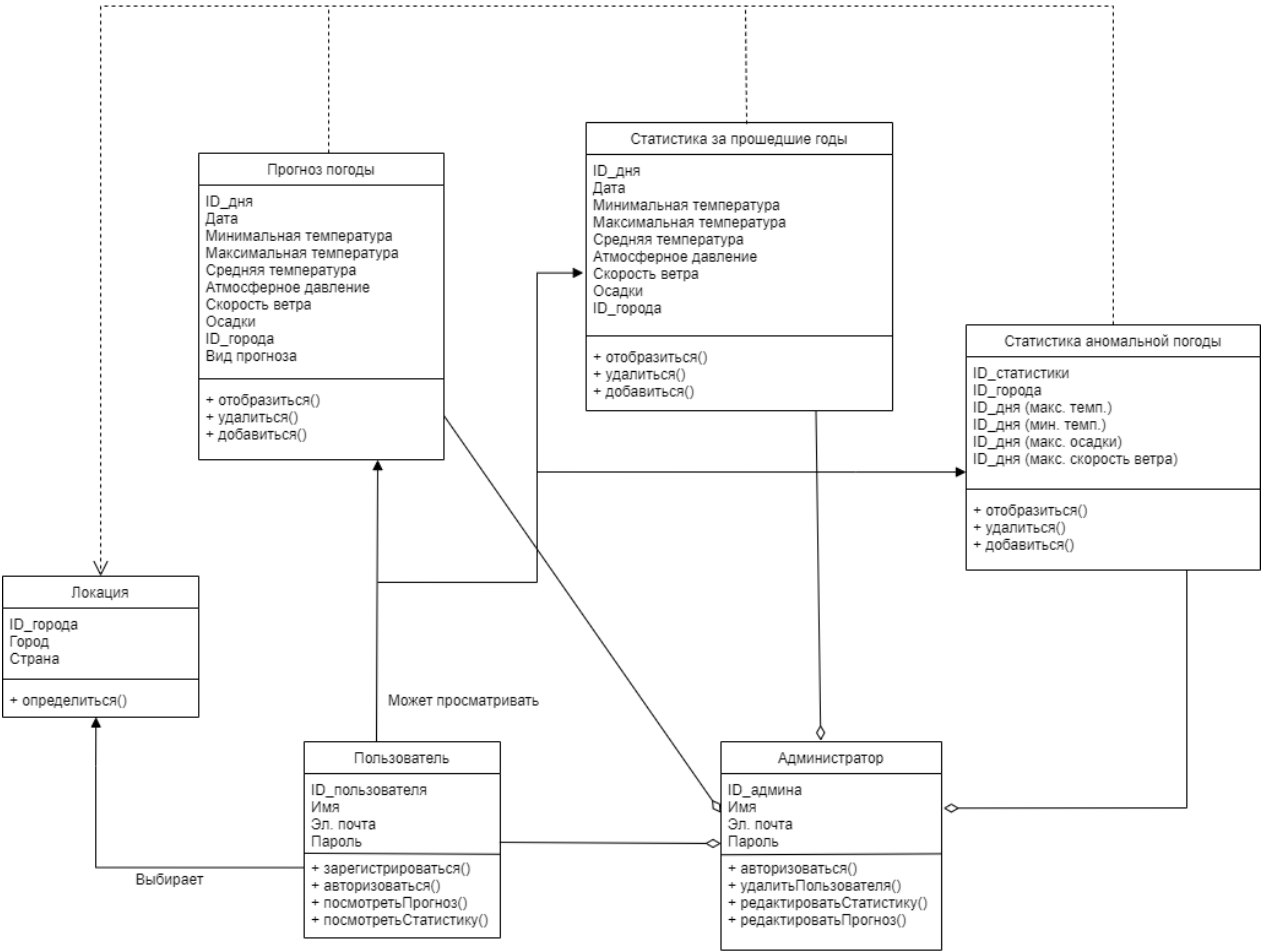 Прогноз погоды
ID_дня
Дата
Минимальная температура
Максимальная температура
Средняя температура
Атмосферное давление
Скорость ветра
Осадки
ID_города
Вид прогноза
+ отобразиться()
+ удалиться()
+ добавиться()
Статистика за прошедшие годы
ID_дня
Дата
Минимальная температура
Максимальная температура
Средняя температура
Атмосферное давление
Скорость ветра
Осадки
ID_города
+ отобразиться()
+ удалиться()
+ добавиться()
Статистика аномальной погоды
ID_статистики
ID_города
ID_дня (макс. темп.)
ID_дня (мин. темп.)
ID_дня (макс. осадки)
ID_дня (макс. скорость ветра)
+ отобразиться()
+ удалиться()
+ добавиться()
Локация
ID_города
Город
Страна
+ определиться()
Может просматривать
Выбирает
Пользователь
ID_пользователя
Имя
Эл. почта
Пароль
+ зарегистрироваться()
+ авторизоваться()
+ посмотретьПрогноз()
+ посмотретьСтатистику()
Администратор
ID_админа
Имя
Эл. почта
Пароль
+ авторизоваться()
+ удалитьПользователя()
+ редактироватьСтатистику()
+ редактироватьПрогноз()